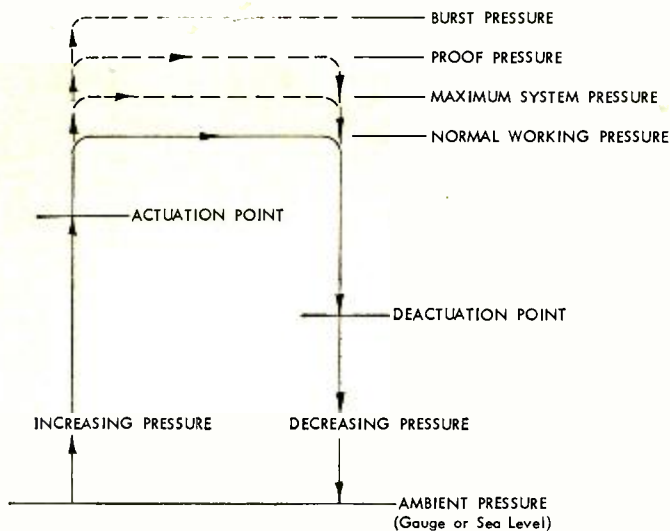 BURST PRESSURE
PROOF PRESSURE
MAXIMUM SYSTEM PRESSURE
NORMAL WORKING PRESSURE
ACTUATION POINT
DEACTUATION POINT
INCREASING PRESSURE
DECREASING PRESSURE
AMBIENT PRESSURE
(Gauge or Sea Level)